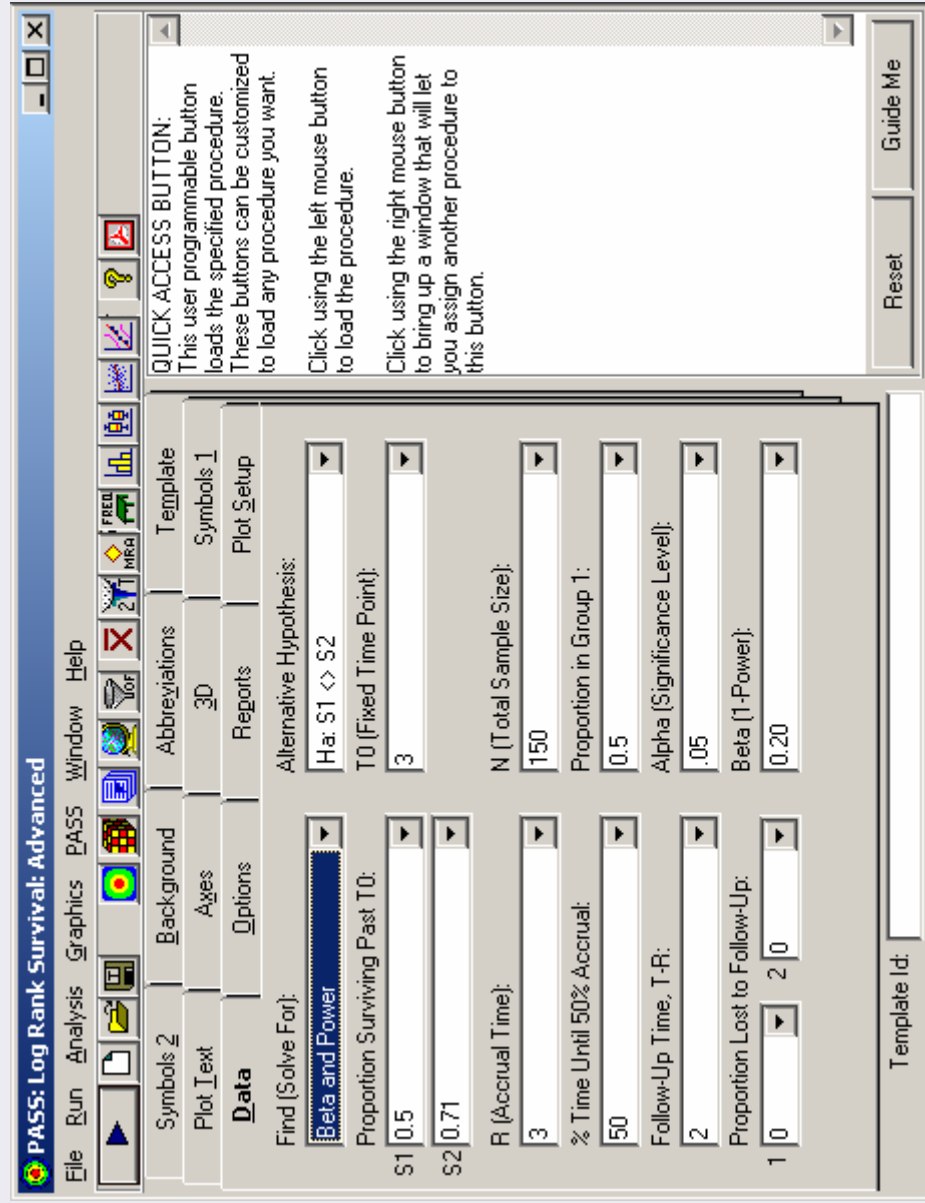 PASS: Log Rank Survival: Advanced
File Run Analysis Graphics PASS Window Help
UOF 2 1 MRA FREQ ?
Symbols 2 Background Abbreviations Template
Plot Text Axes 3D Symbols 1
Data Options Reports Plot Setup
Find (Solve For):
Beta and Power
Alternative Hypothesis:
Ha: S1 <> S2
Proportion Surviving Past T0:
S1 0.5
S2 0.71
T0 (Fixed Time Point):
3
R (Accrual Time):
3
N (Total Sample Size):
150
% Time Until 50% Accrual:
50
Proportion in Group 1:
0.5
Follow-Up Time, T-R:
2
Alpha (Significance Level):
.05
Proportion Lost to Follow-Up:
1 0 2 0
Beta (1-Power):
0.20
Template Id:
QUICK ACCESS BUTTON:
This user programmable button
loads the specified procedure.
These buttons can be customized
to load any procedure you want.
Click using the left mouse button
to load the procedure.
Click using the right mouse button
to bring up a window that will let
you assign another procedure to
this button.
Reset Guide Me